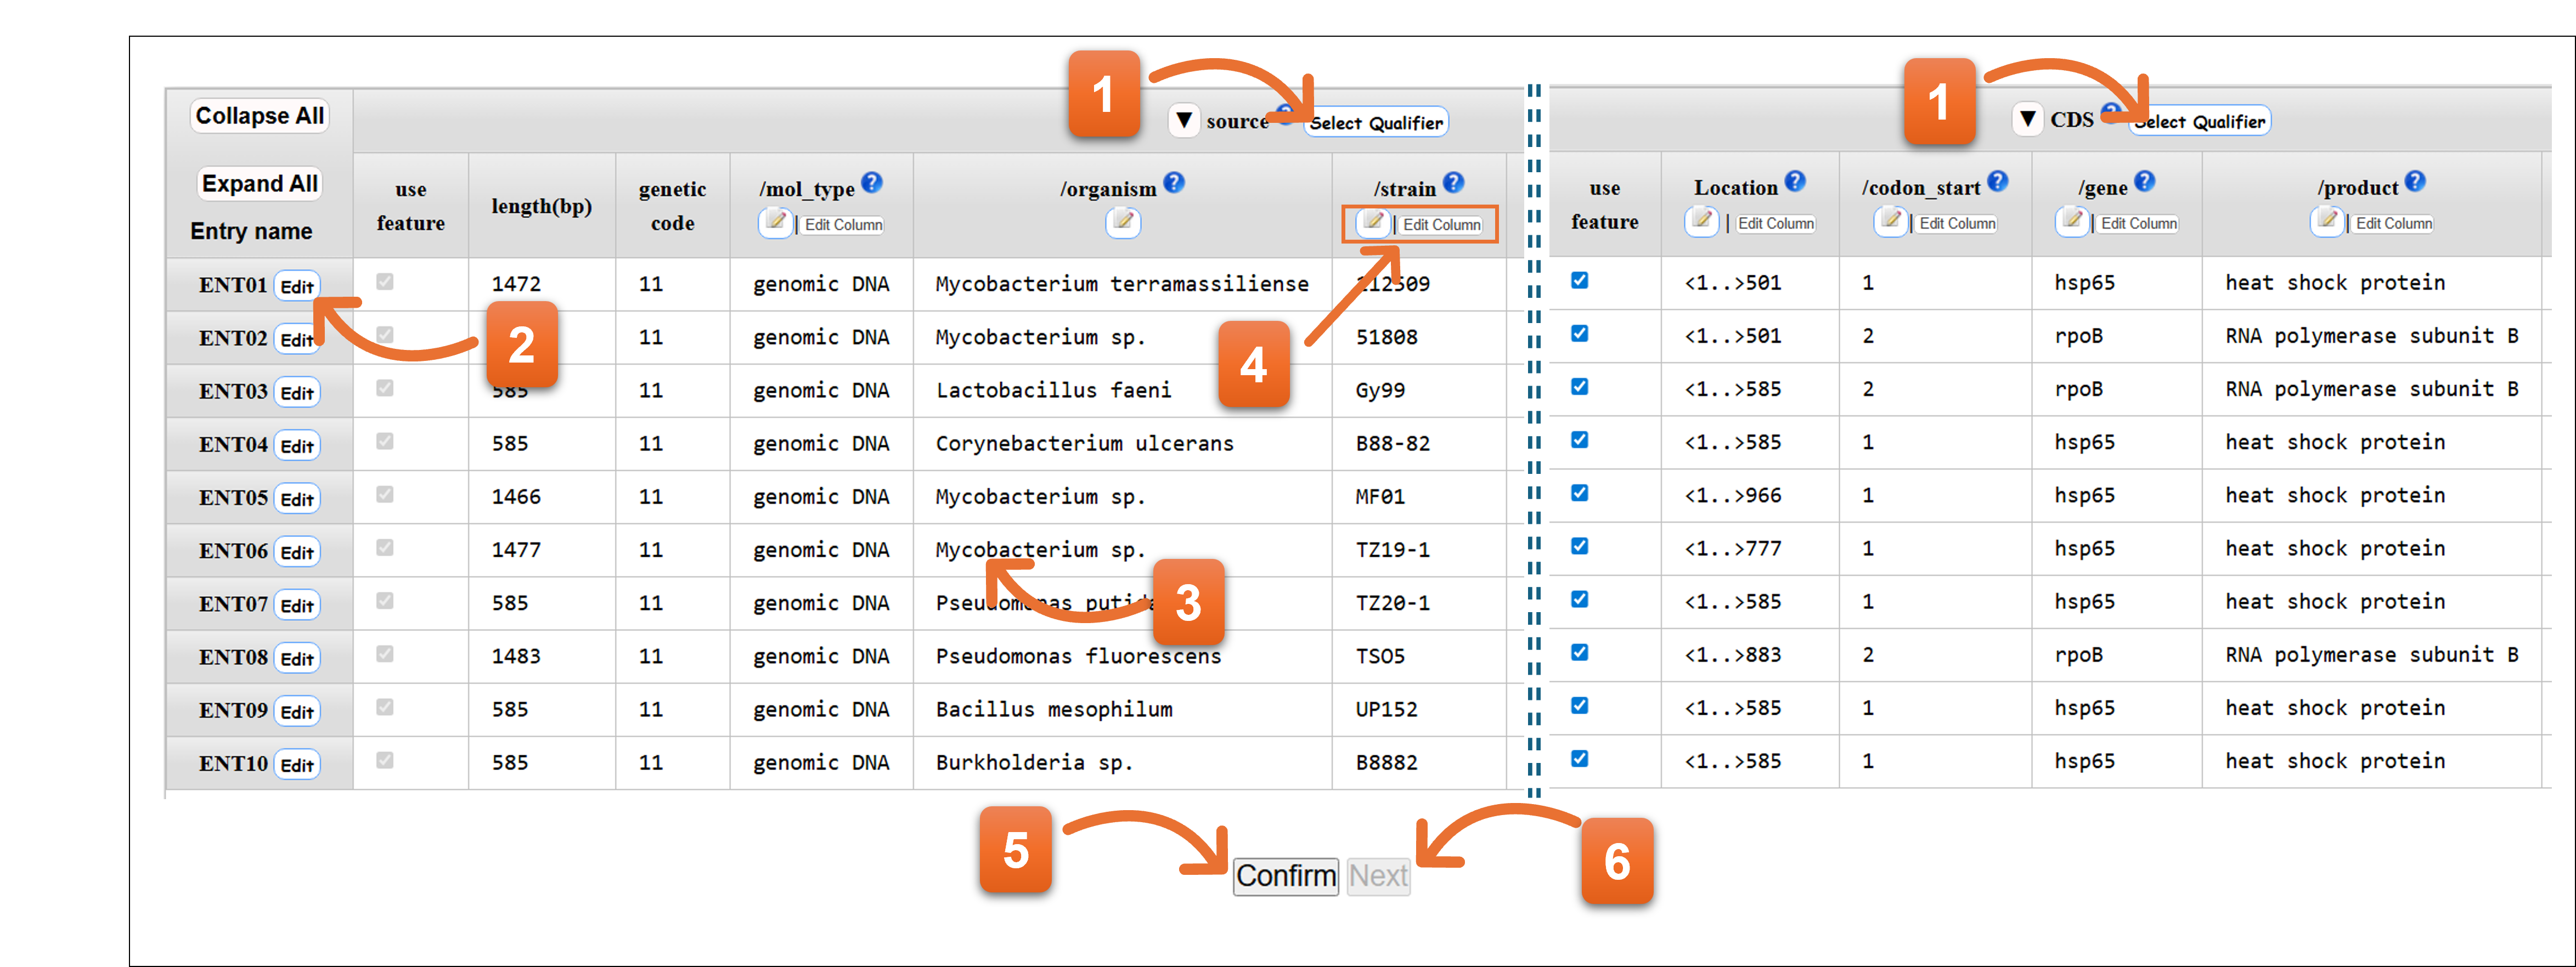 1
1
Collapse All
▼ source ? Select Qualifier
▼ CDS ? Select Qualifier
Expand All
Entry name
use feature
length(bp)
genetic code
/mol_type ?
| Edit Column
/organism ?
/strain ?
| Edit Column
use feature
Location ?
| Edit Column
/codon_start ?
| Edit Column
/gene ?
| Edit Column
/product ?
| Edit Column
ENT01 Edit 1472 11 genomic DNA Mycobacterium terramassiliense <1..>501 1 hsp65 heat shock protein
2
ENT02 Edit 11 genomic DNA Mycobacterium sp. 51808 <1..>501 2 rpoB RNA polymerase subunit B
4
ENT03 Edit 585 11 genomic DNA Lactobacillus faeni Gy99 <1..>585 2 rpoB RNA polymerase subunit B
ENT04 Edit 585 11 genomic DNA Corynebacterium ulcerans B88-82 <1..>585 1 hsp65 heat shock protein
ENT05 Edit 1466 11 genomic DNA Mycobacterium sp. MF01 <1..>966 1 hsp65 heat shock protein
ENT06 Edit 1477 11 genomic DNA Mycobacterium sp. TZ19-1 <1..>777 1 hsp65 heat shock protein
3
ENT07 Edit 585 11 genomic DNA Pseudomonas putida TZ20-1 <1..>585 1 hsp65 heat shock protein
ENT08 Edit 1483 11 genomic DNA Pseudomonas fluorescens TSO5 <1..>883 2 rpoB RNA polymerase subunit B
ENT09 Edit 585 11 genomic DNA Bacillus mesophilum UP152 <1..>585 1 hsp65 heat shock protein
ENT10 Edit 585 11 genomic DNA Burkholderia sp. B8882 <1..>585 1 hsp65 heat shock protein
5
Confirm Next
6